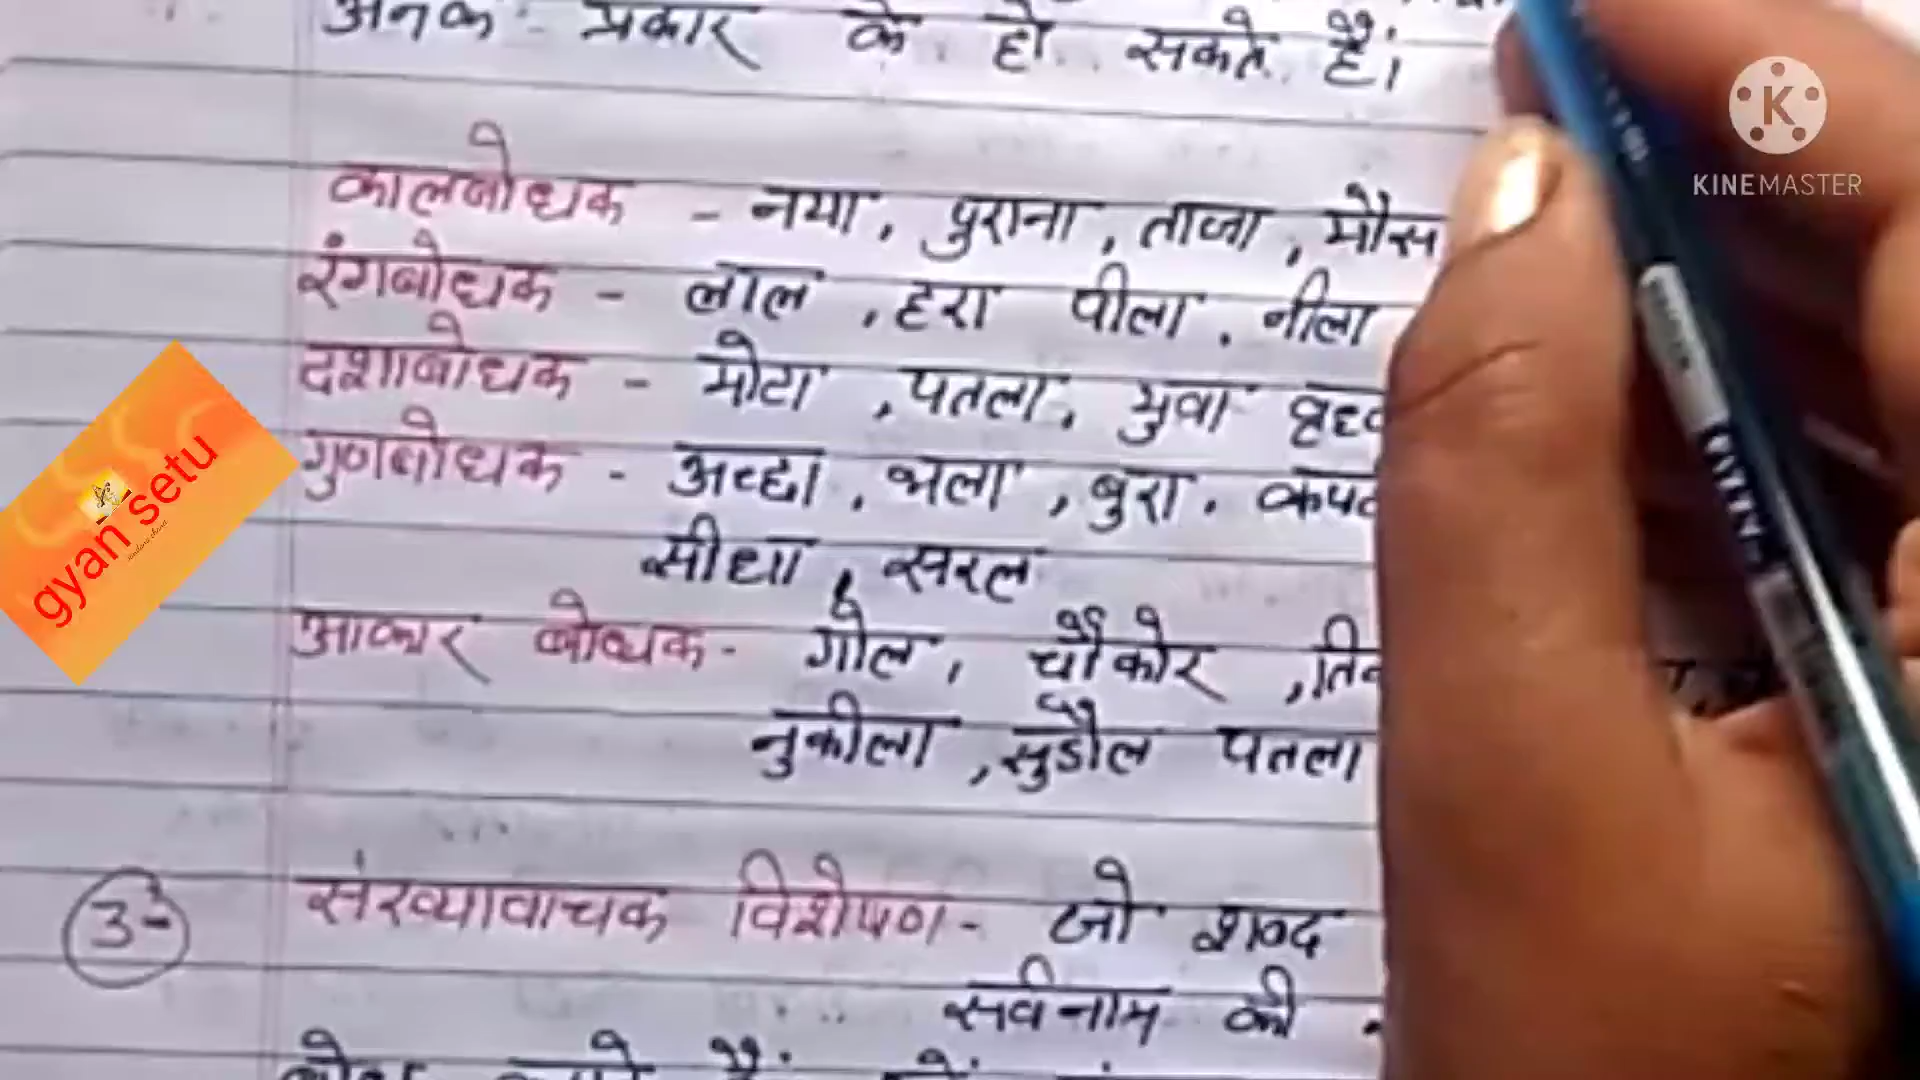 अनेक प्रकार के हो सकते हैं।
कालबोधक - नया, पुराना, ताजा, मौस
रंगबोधक - लाल, हरा पीला, नीला
दशाबोधक - मोटा, पतला, युवा वृद्ध
गुणबोधक - अच्छा, भला, बुरा, कपट
सीधा, सरल
आकार बोधक - गोल, चौकोर, तिक
नुकीला, सुडौल पतला
3- संख्यावाचक विशेषण - जो शब्द
सर्वनाम की
KINEMASTER
gyan setu